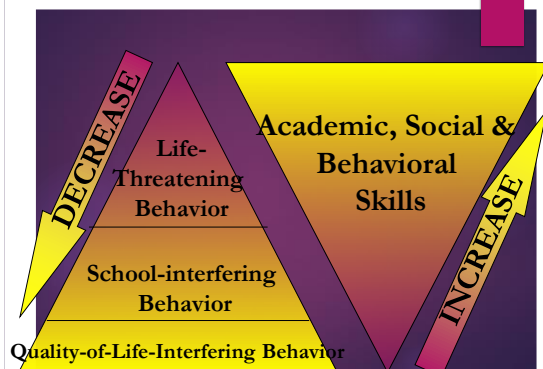 DECREASE
Life-
Threatening
Behavior
School-interfering
Behavior
Quality-of-Life-Interfering Behavior
Academic, Social &
Behavioral
Skills
INCREASE